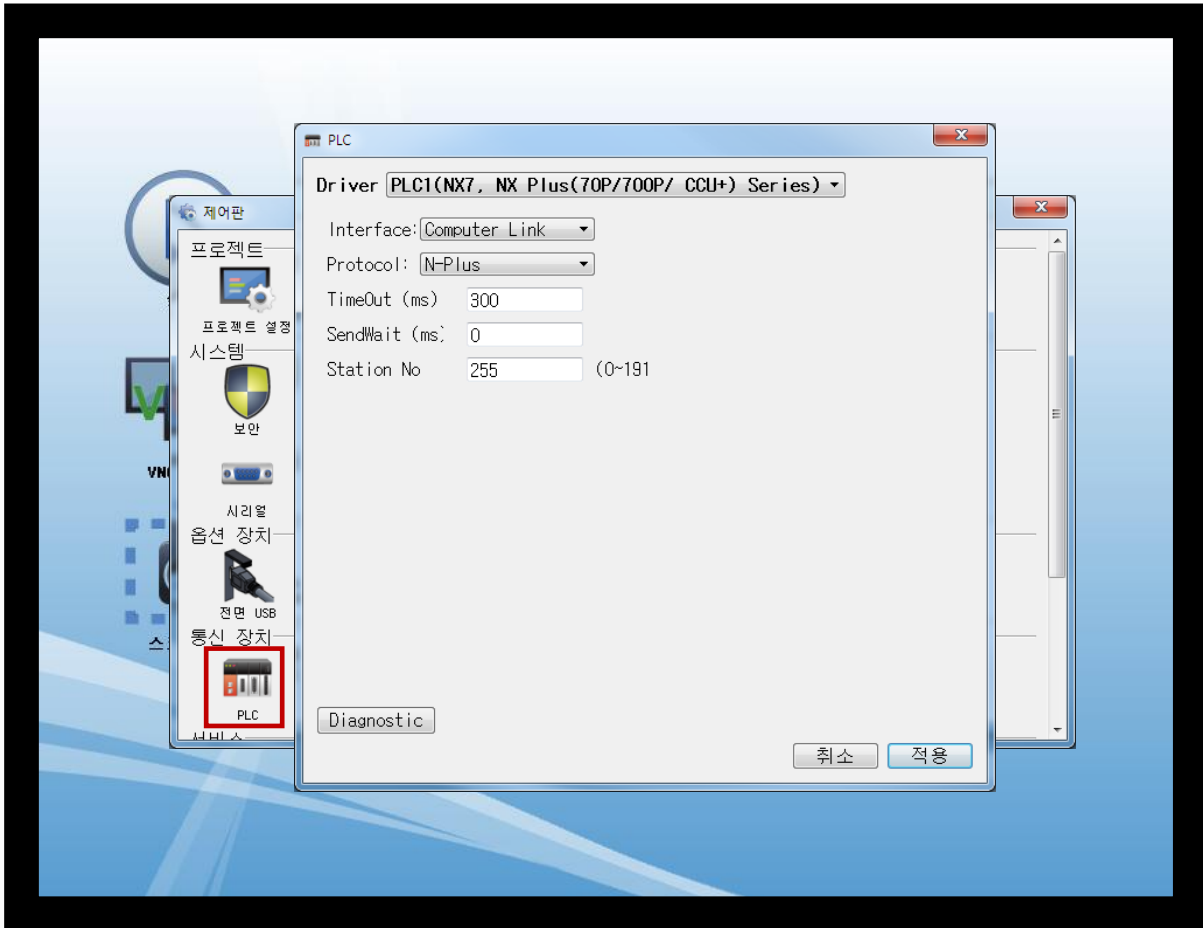 PLC
Driver PLC1(NX7, NX Plus(70P/700P/ CCU+) Series)
Interface: Computer Link
Protocol: N-Plus
TimeOut (ms) 300
SendWait (ms) 0
Station No 255 (0~191
Diagnostic
취소 적용
제어판
프로젝트
프로젝트 설정
시스템
보안
시리얼
옵션 장치
전면 USB
통신 장치
PLC
서비스